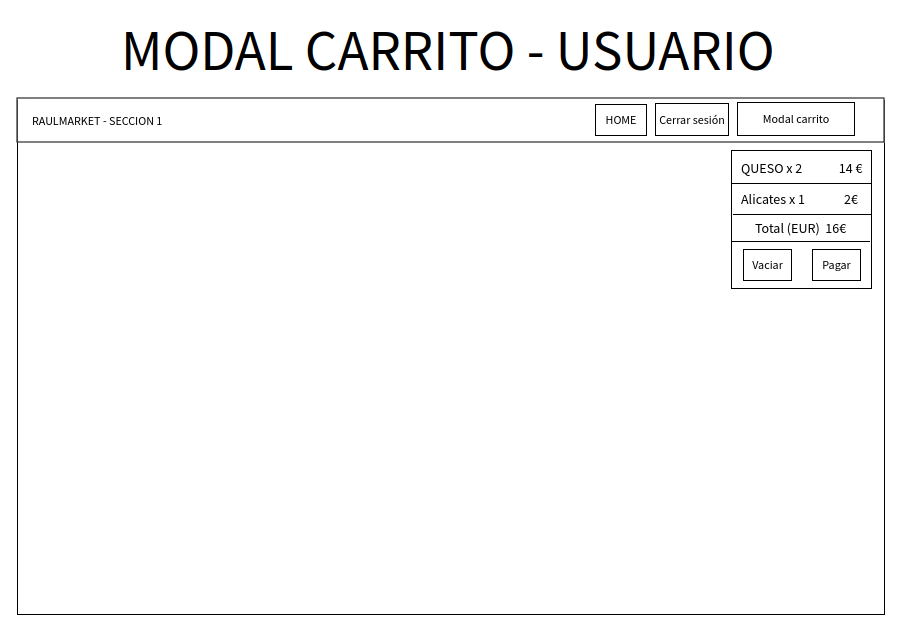 MODAL CARRITO - USUARIO
RAULMARKET - SECCION 1
HOME
Cerrar sesión
Modal carrito
QUESO x 2 14 €
Alicates x 1 2€
Total (EUR) 16€
Vaciar
Pagar